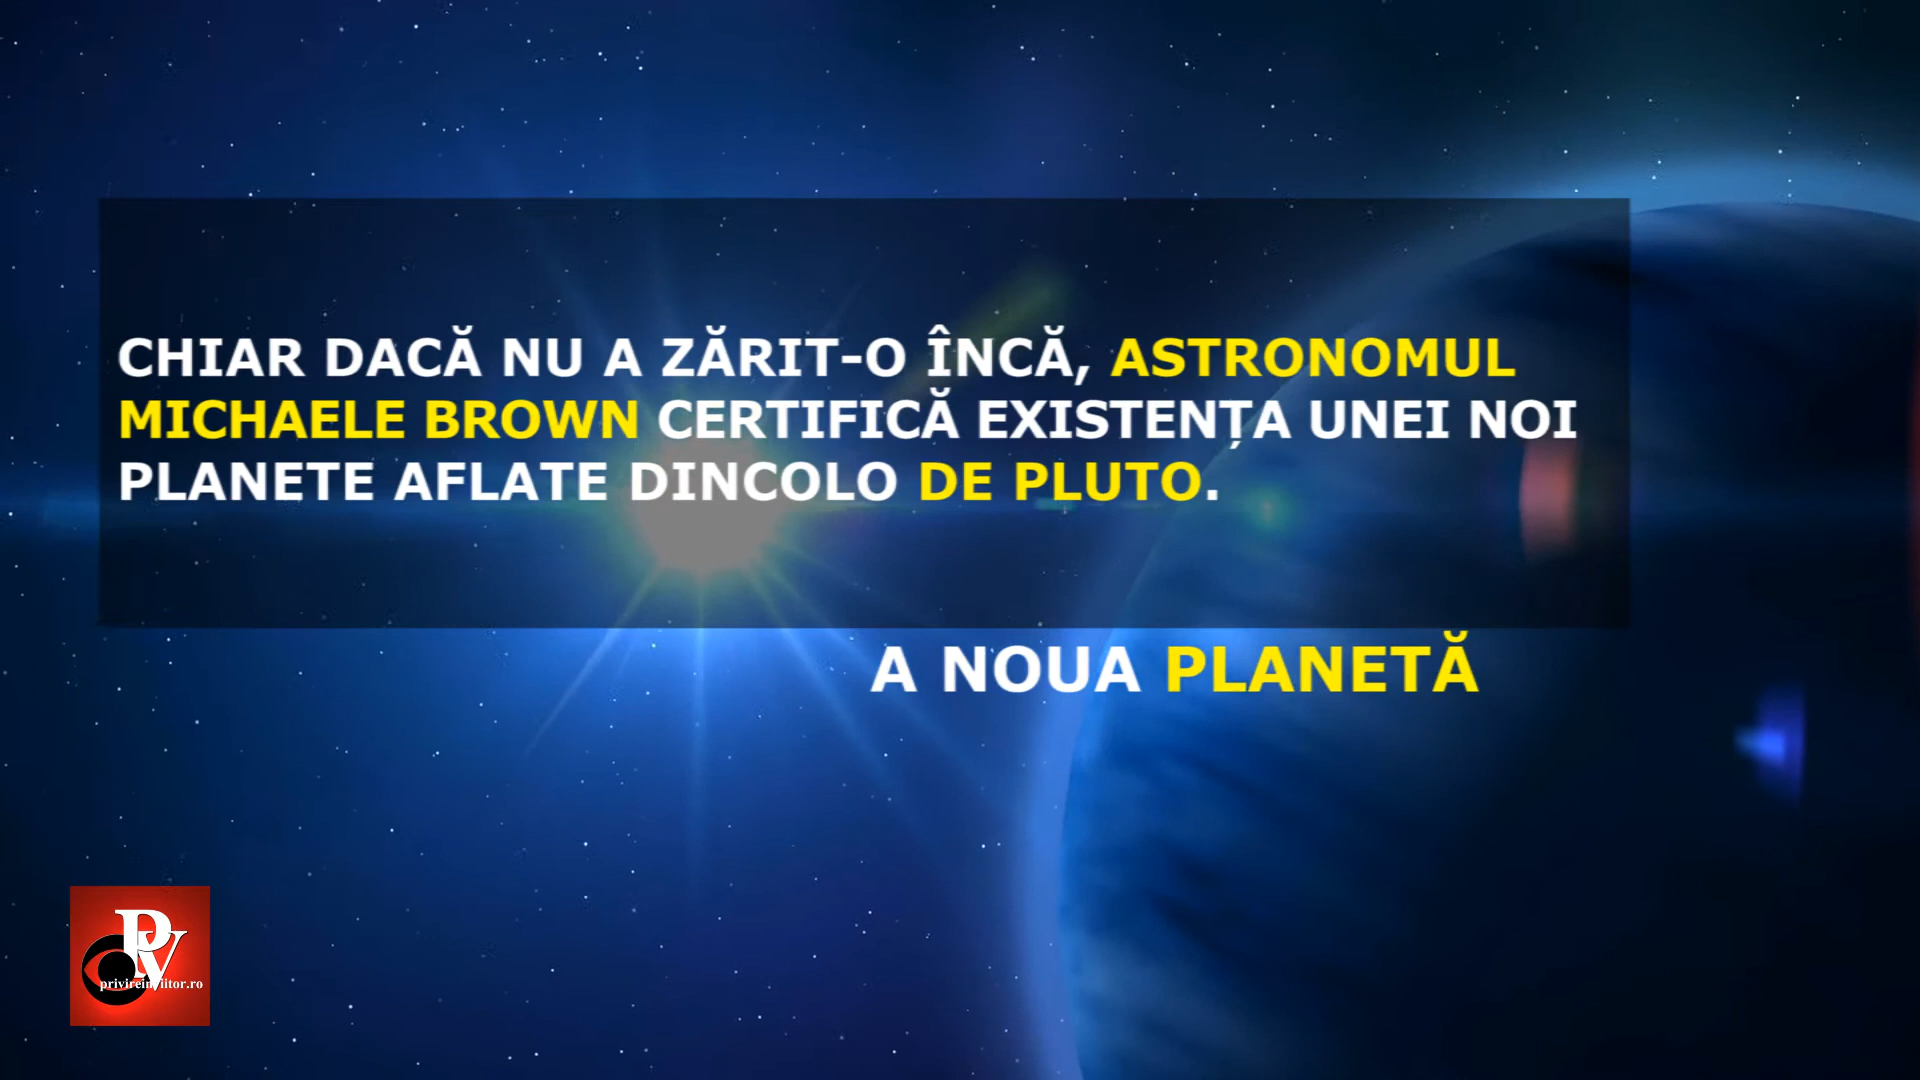 CHIAR DACĂ NU A ZĂRIT-O ÎNCĂ, ASTRONOMUL
MICHAELE BROWN CERTIFICĂ EXISTENȚA UNEI NOI
PLANETE AFLATE DINCOLO DE PLUTO.
A NOUA PLANETĂ
PV
privireinviitor.ro